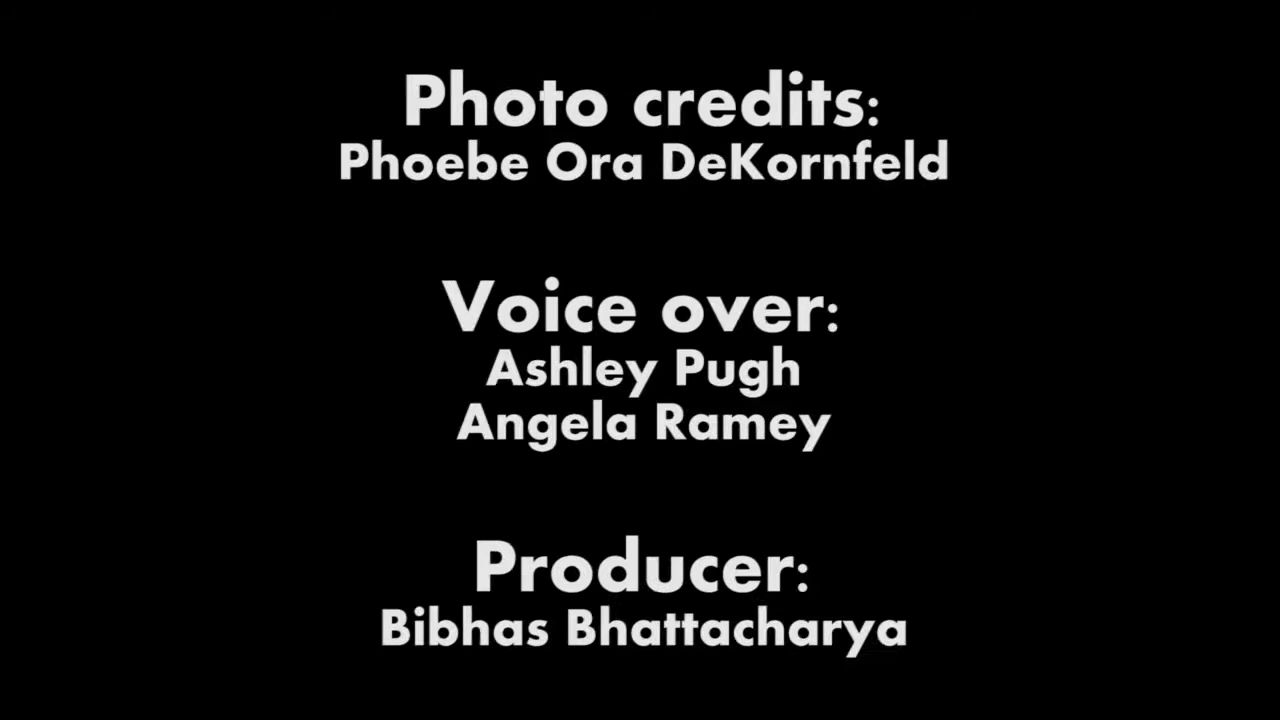 Photo credits:
Phoebe Ora DeKornfeld
Voice over:
Ashley Pugh
Angela Ramey
Producer:
Bibhas Bhattacharya